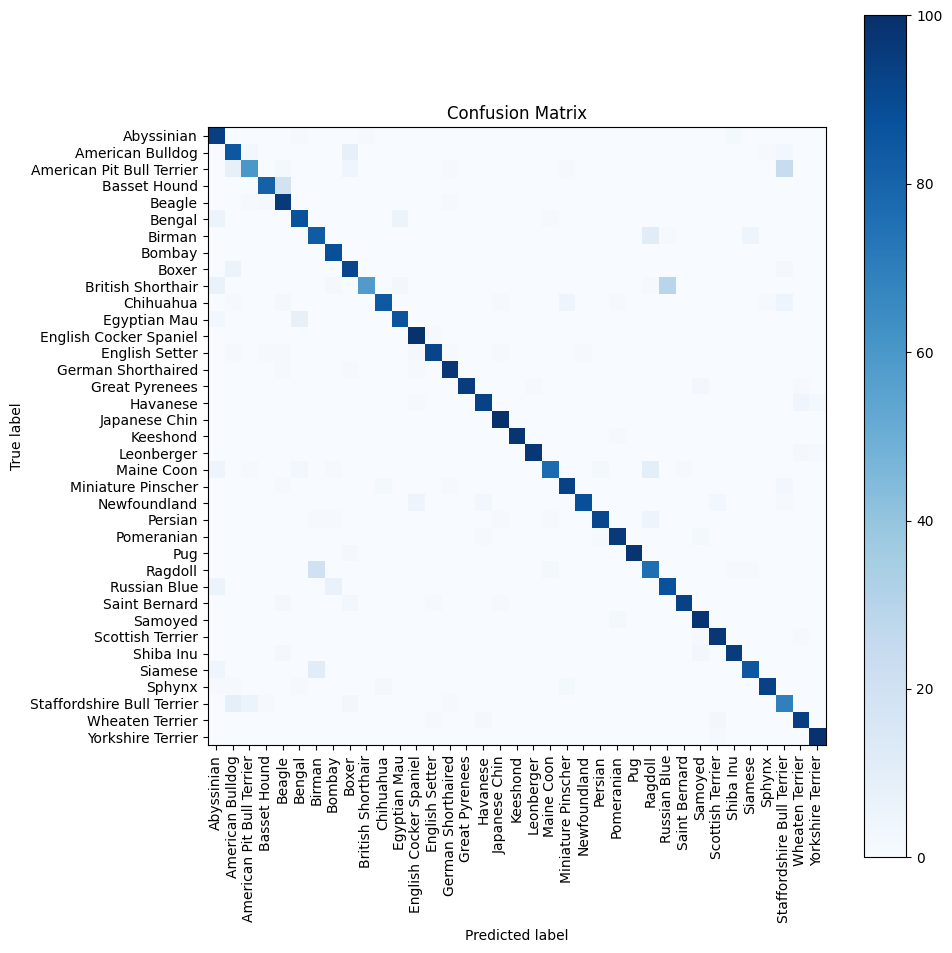 Confusion Matrix
True label
Abyssinian
American Bulldog
American Pit Bull Terrier
Basset Hound
Beagle
Bengal
Birman
Bombay
Boxer
British Shorthair
Chihuahua
Egyptian Mau
English Cocker Spaniel
English Setter
German Shorthaired
Great Pyrenees
Havanese
Japanese Chin
Keeshond
Leonberger
Maine Coon
Miniature Pinscher
Newfoundland
Persian
Pomeranian
Pug
Ragdoll
Russian Blue
Saint Bernard
Samoyed
Scottish Terrier
Shiba Inu
Siamese
Sphynx
Staffordshire Bull Terrier
Wheaten Terrier
Yorkshire Terrier
Abyssinian
American Bulldog
American Pit Bull Terrier
Basset Hound
Beagle
Bengal
Birman
Bombay
Boxer
British Shorthair
Chihuahua
Egyptian Mau
English Cocker Spaniel
English Setter
German Shorthaired
Great Pyrenees
Havanese
Japanese Chin
Keeshond
Leonberger
Maine Coon
Miniature Pinscher
Newfoundland
Persian
Pomeranian
Pug
Ragdoll
Russian Blue
Saint Bernard
Samoyed
Scottish Terrier
Shiba Inu
Siamese
Sphynx
Staffordshire Bull Terrier
Wheaten Terrier
Yorkshire Terrier
Predicted label
100
80
60
40
20
0